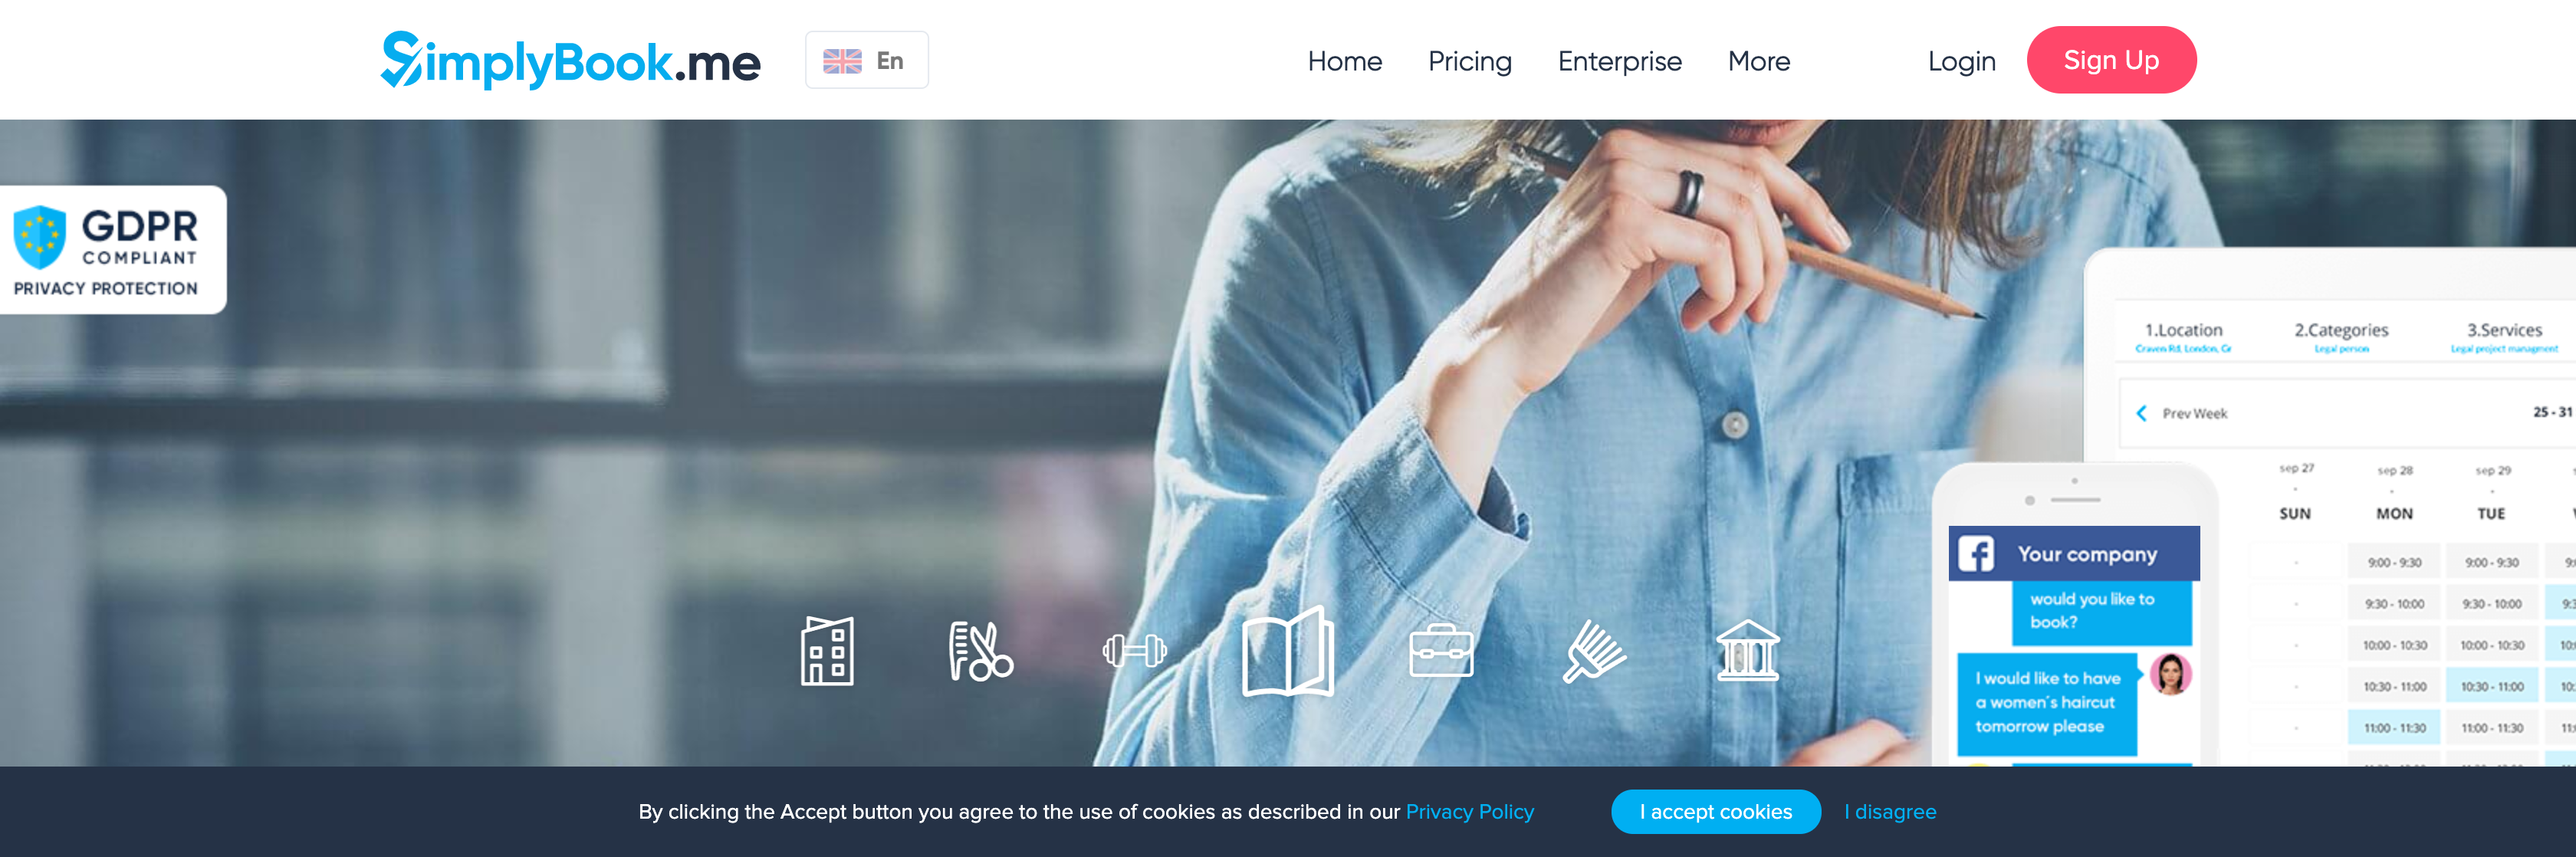 SimplyBook.me
En
Home Pricing Enterprise More Login Sign Up
GDPR
COMPLIANT
PRIVACY PROTECTION
1.Location 2.Categories 3.Services
Craven Rd, London, Gr Legal person Legal project managment
Prev Week 25 - 31
sep 27 sep 28 sep 29
SUN MON TUE
Your company
would you like to
book?
I would like to have
a women's haircut
tomorrow please
- 9:00 - 9:30 9:00 - 9:30
- 9:30 - 10:00 9:30 - 10:00
- 10:00 - 10:30 10:00 - 10:30
- 10:30 - 11:00 10:30 - 11:00
- 11:00 - 11:30 11:00 - 11:30
By clicking the Accept button you agree to the use of cookies as described in our Privacy Policy I accept cookies I disagree